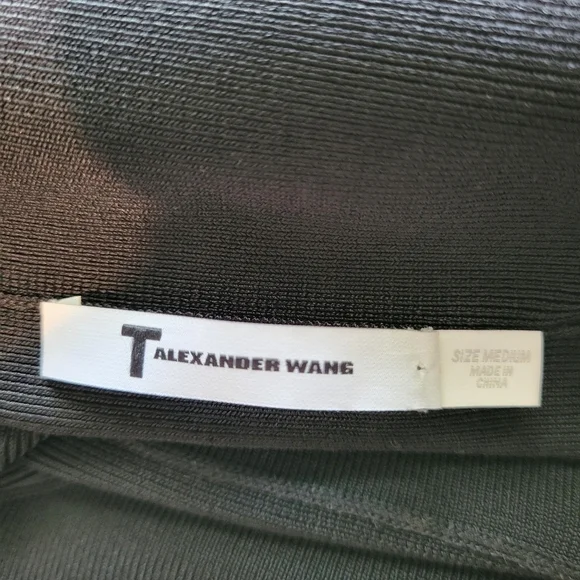 T ALEXANDER WANG
SIZE MEDIUM
MADE IN
CHINA